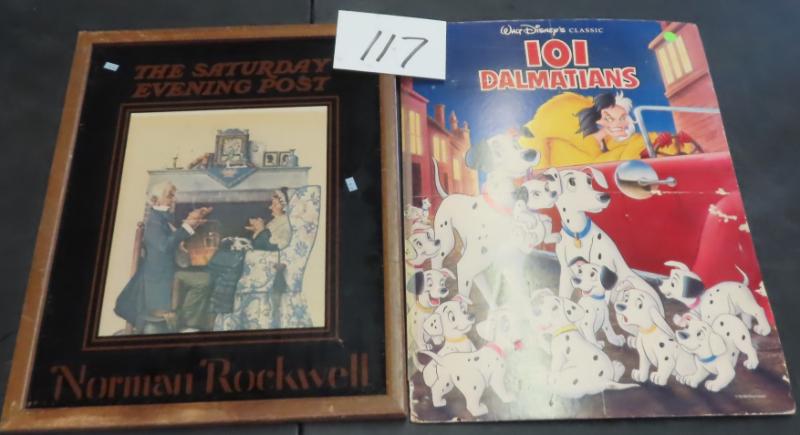 117
THE SATURDAY
EVENING POST
Norman Rockwell
WALT DISNEY'S CLASSIC
101
DALMATIANS